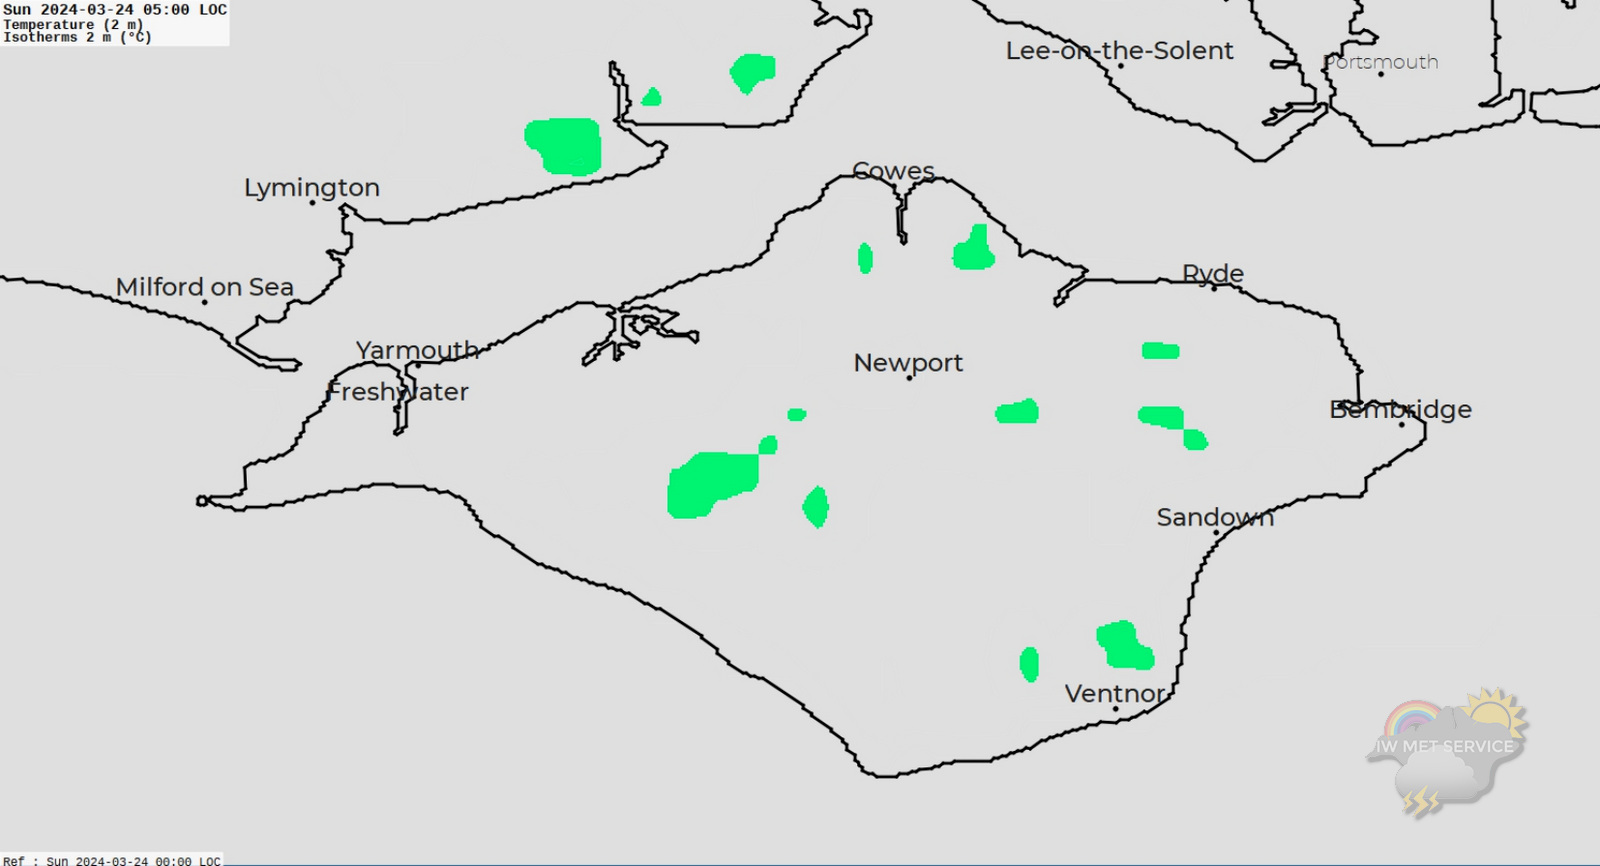 Sun 2024-03-24 05:00 LOC
Temperature (2 m)
Isotherms 2 m (°C)
Lee-on-the-Solent
Portsmouth
Cowes
Lymington
Ryde
Milford on Sea
Yarmouth
Newport
Freshwater
Bembridge
Sandown
Ventnor
IW MET SERVICE
Ref : Sun 2024-03-24 00:00 LOC